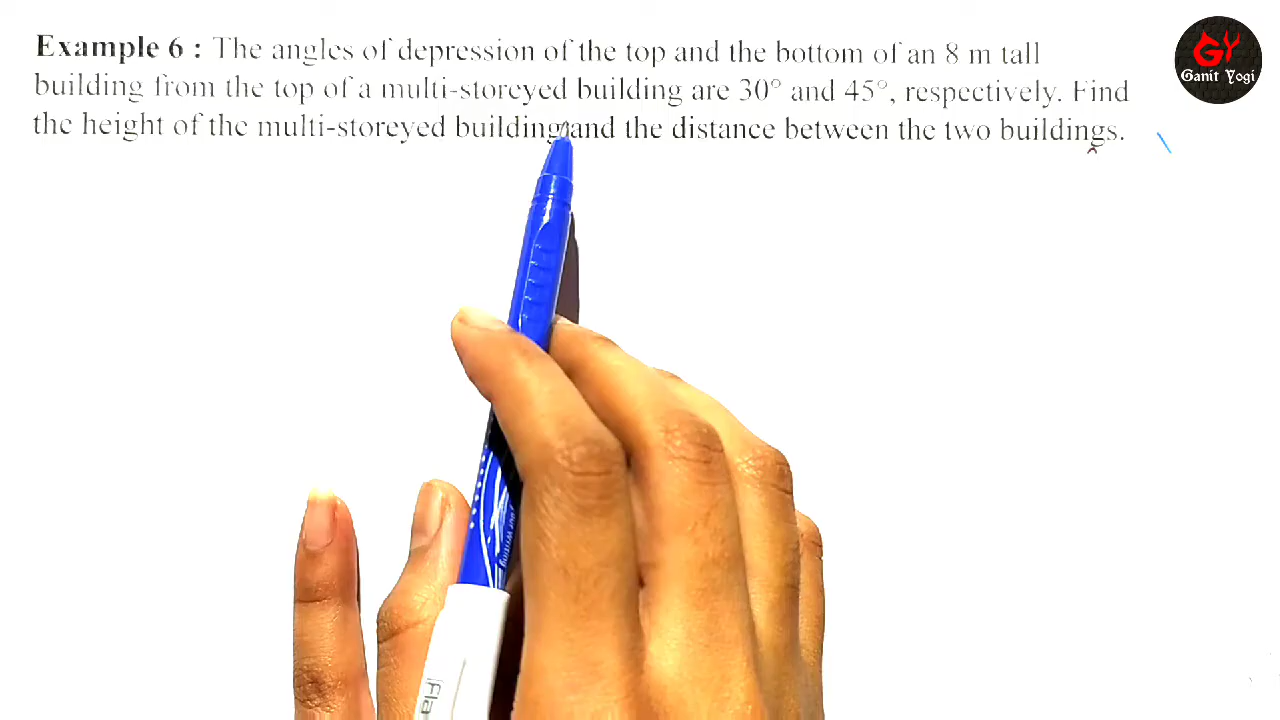 Example 6 : The angles of depression of the top and the bottom of an 8 m tall
building from the top of a multi-storeyed building are 30° and 45°, respectively. Find
the height of the multi-storeyed building and the distance between the two buildings.
GY
Ganit Yogi